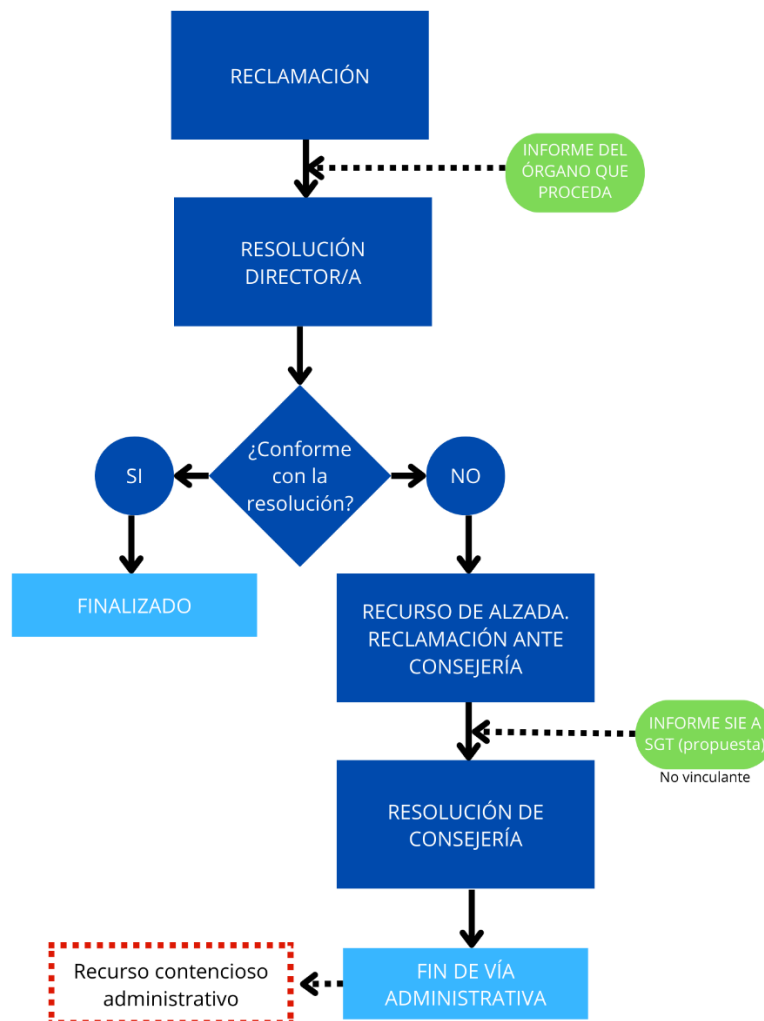 RECLAMACIÓN
INFORME DEL
ÓRGANO QUE
PROCEDA
RESOLUCIÓN
DIRECTOR/A
¿Conforme
con la
resolución?
SI
NO
FINALIZADO
RECURSO DE ALZADA.
RECLAMACIÓN ANTE
CONSEJERÍA
INFORME SIE A
SGT (propuesta)
No vinculante
RESOLUCIÓN DE
CONSEJERÍA
Recurso contencioso
administrativo
FIN DE VÍA
ADMINISTRATIVA